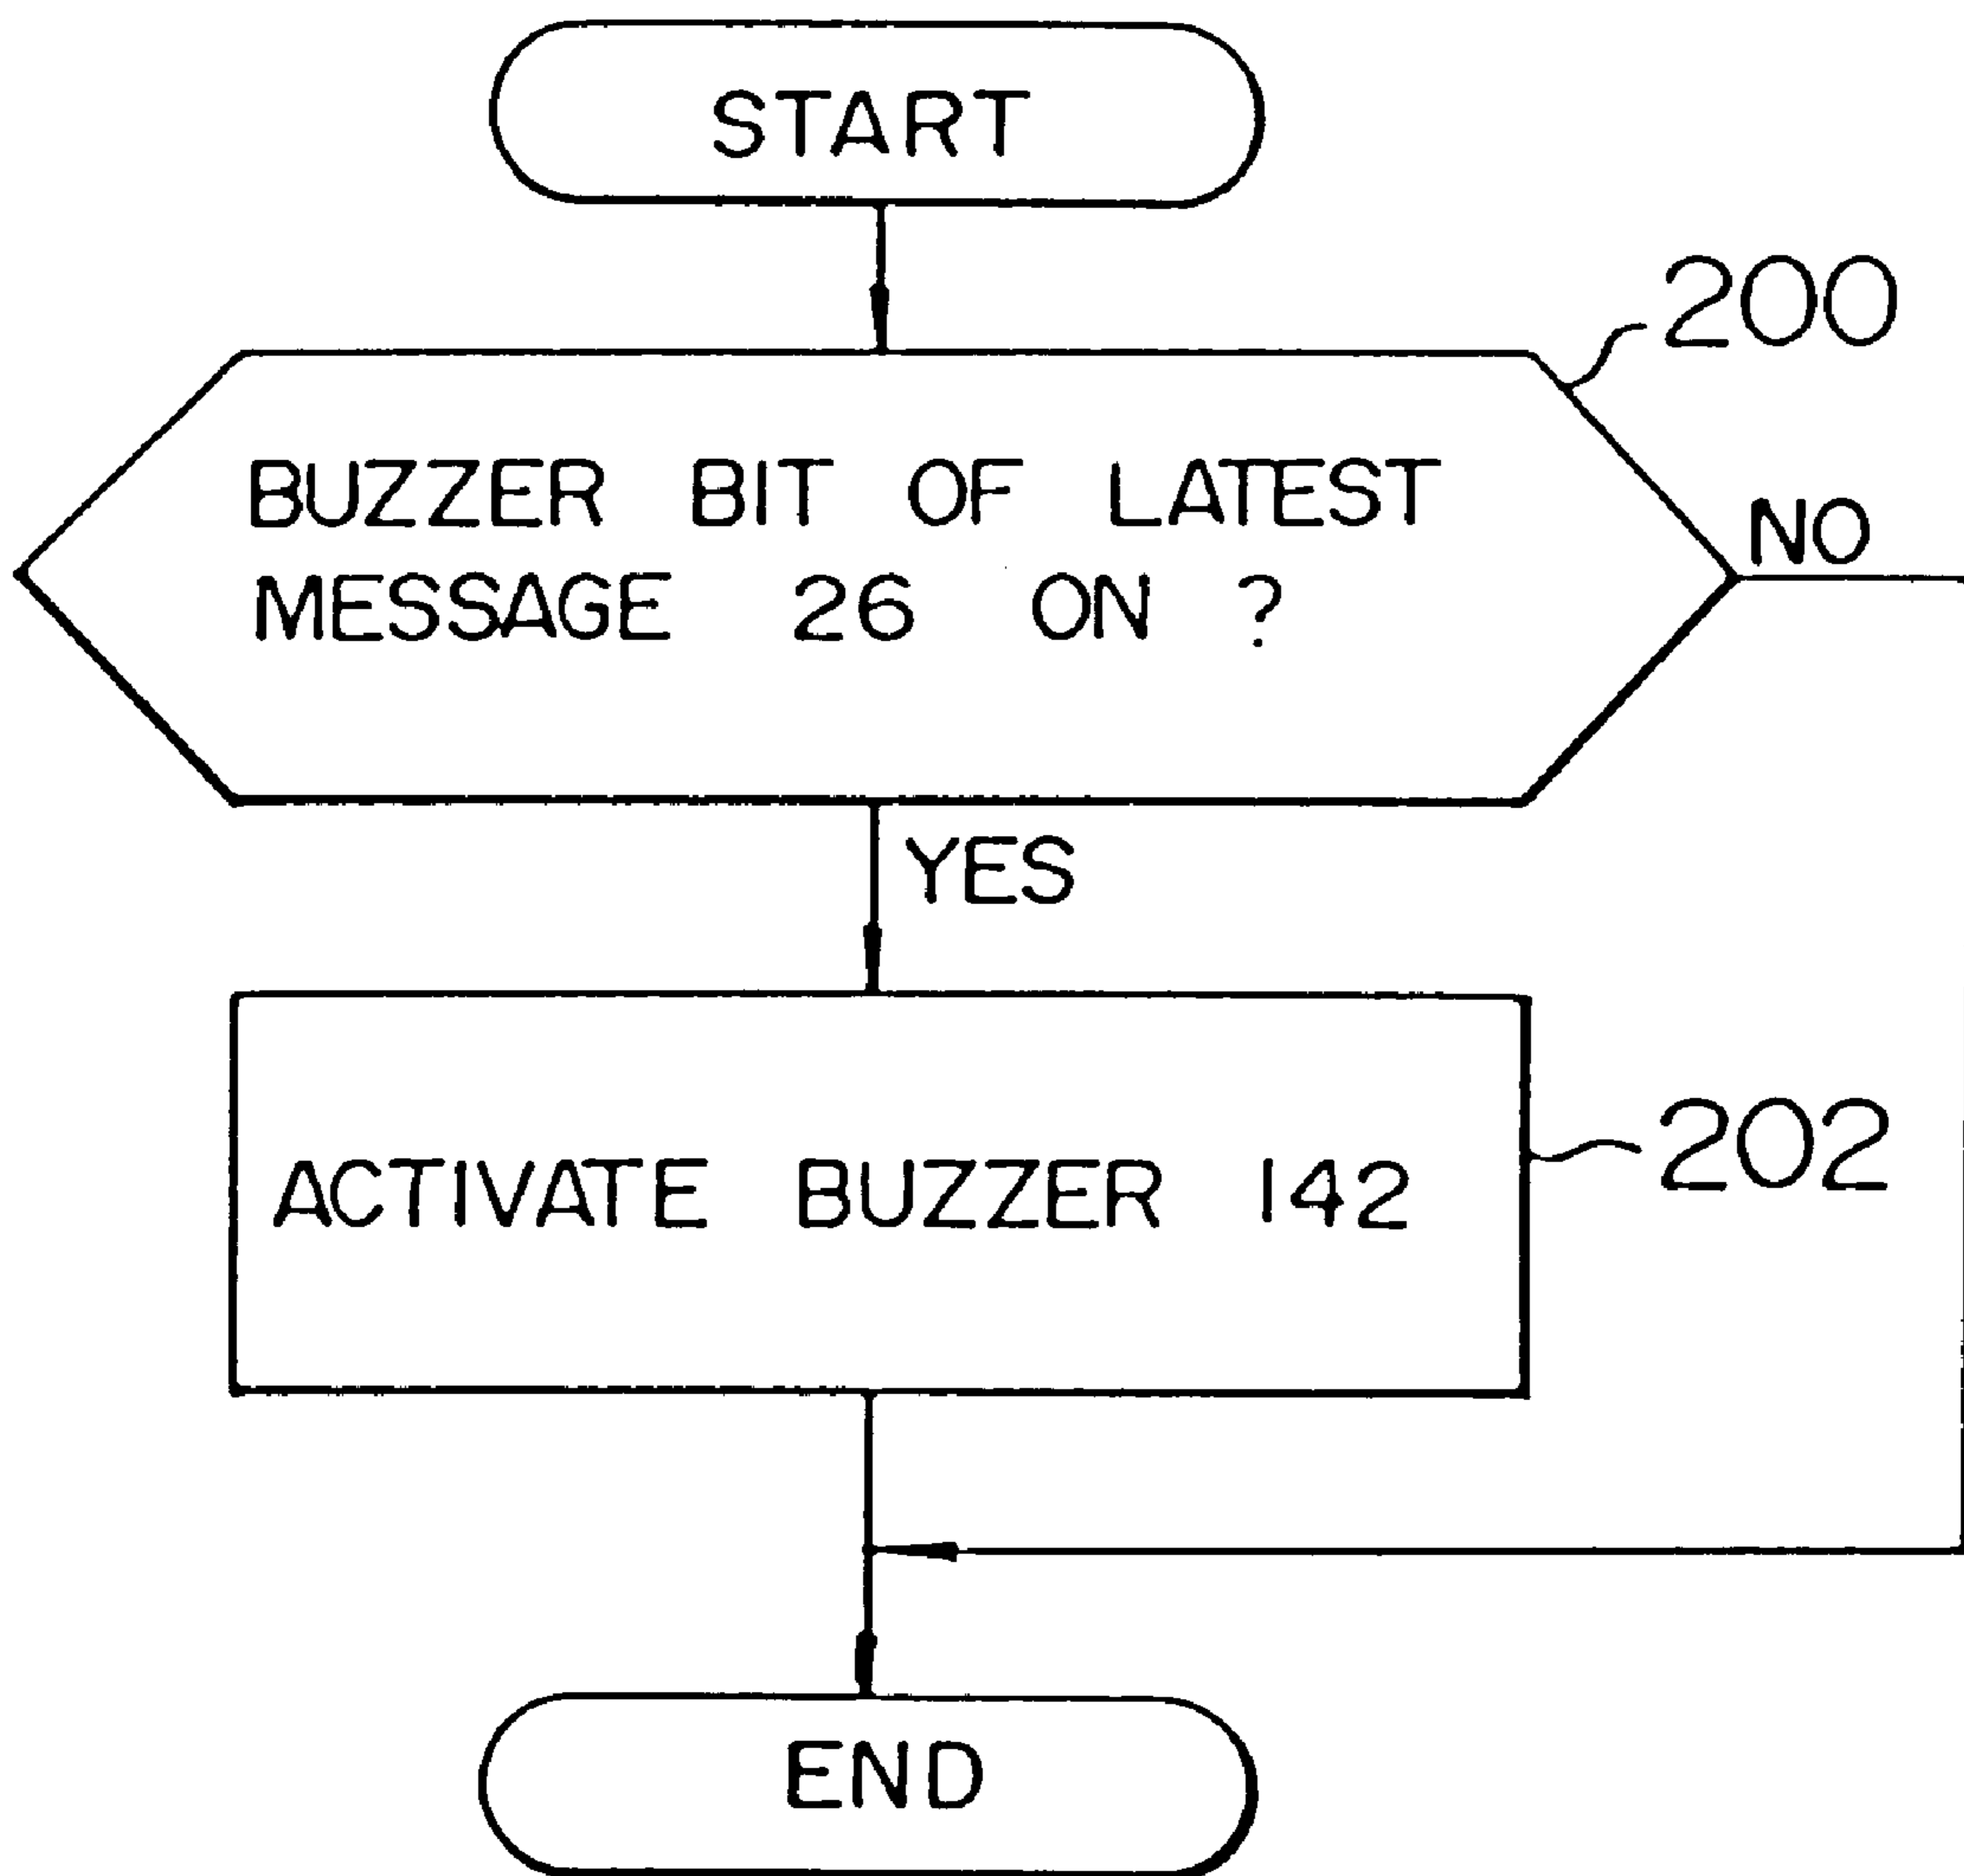 START
200
BUZZER BIT OF LATEST
MESSAGE 26 ON ?
NO
YES
ACTIVATE BUZZER 142
202
END